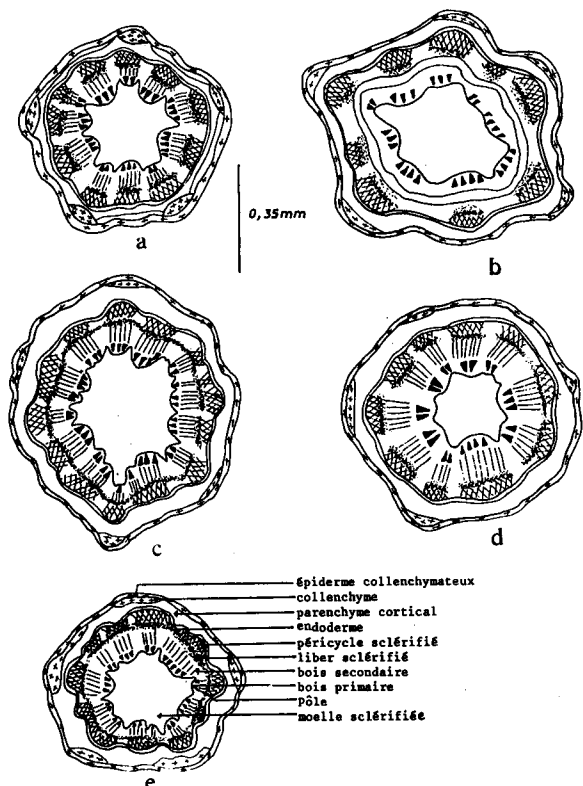 a
b
0,35mm
c
d
épiderme collenchymateux
collenchyme
parenchyme cortical
endoderme
péricycle sclérifié
liber sclérifié
bois secondaire
bois primaire
Pôle
moelle sclérifiée
e